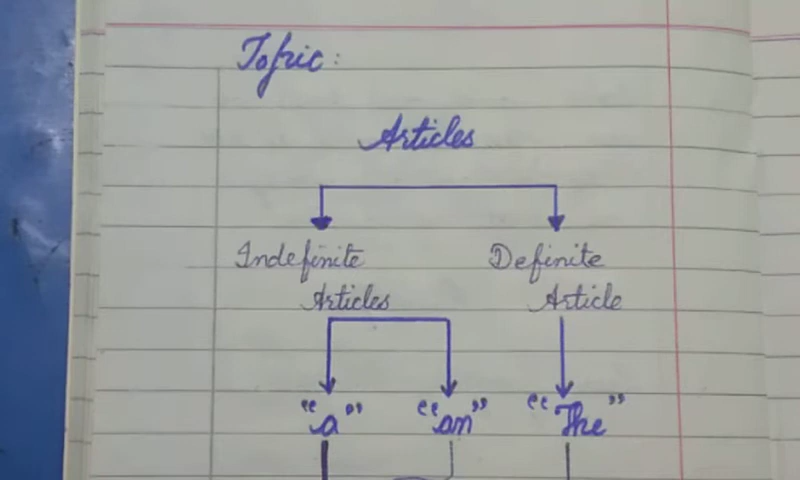 Topic:
Articles
Indefinite Definite
Articles Article
"a" "an" "The"